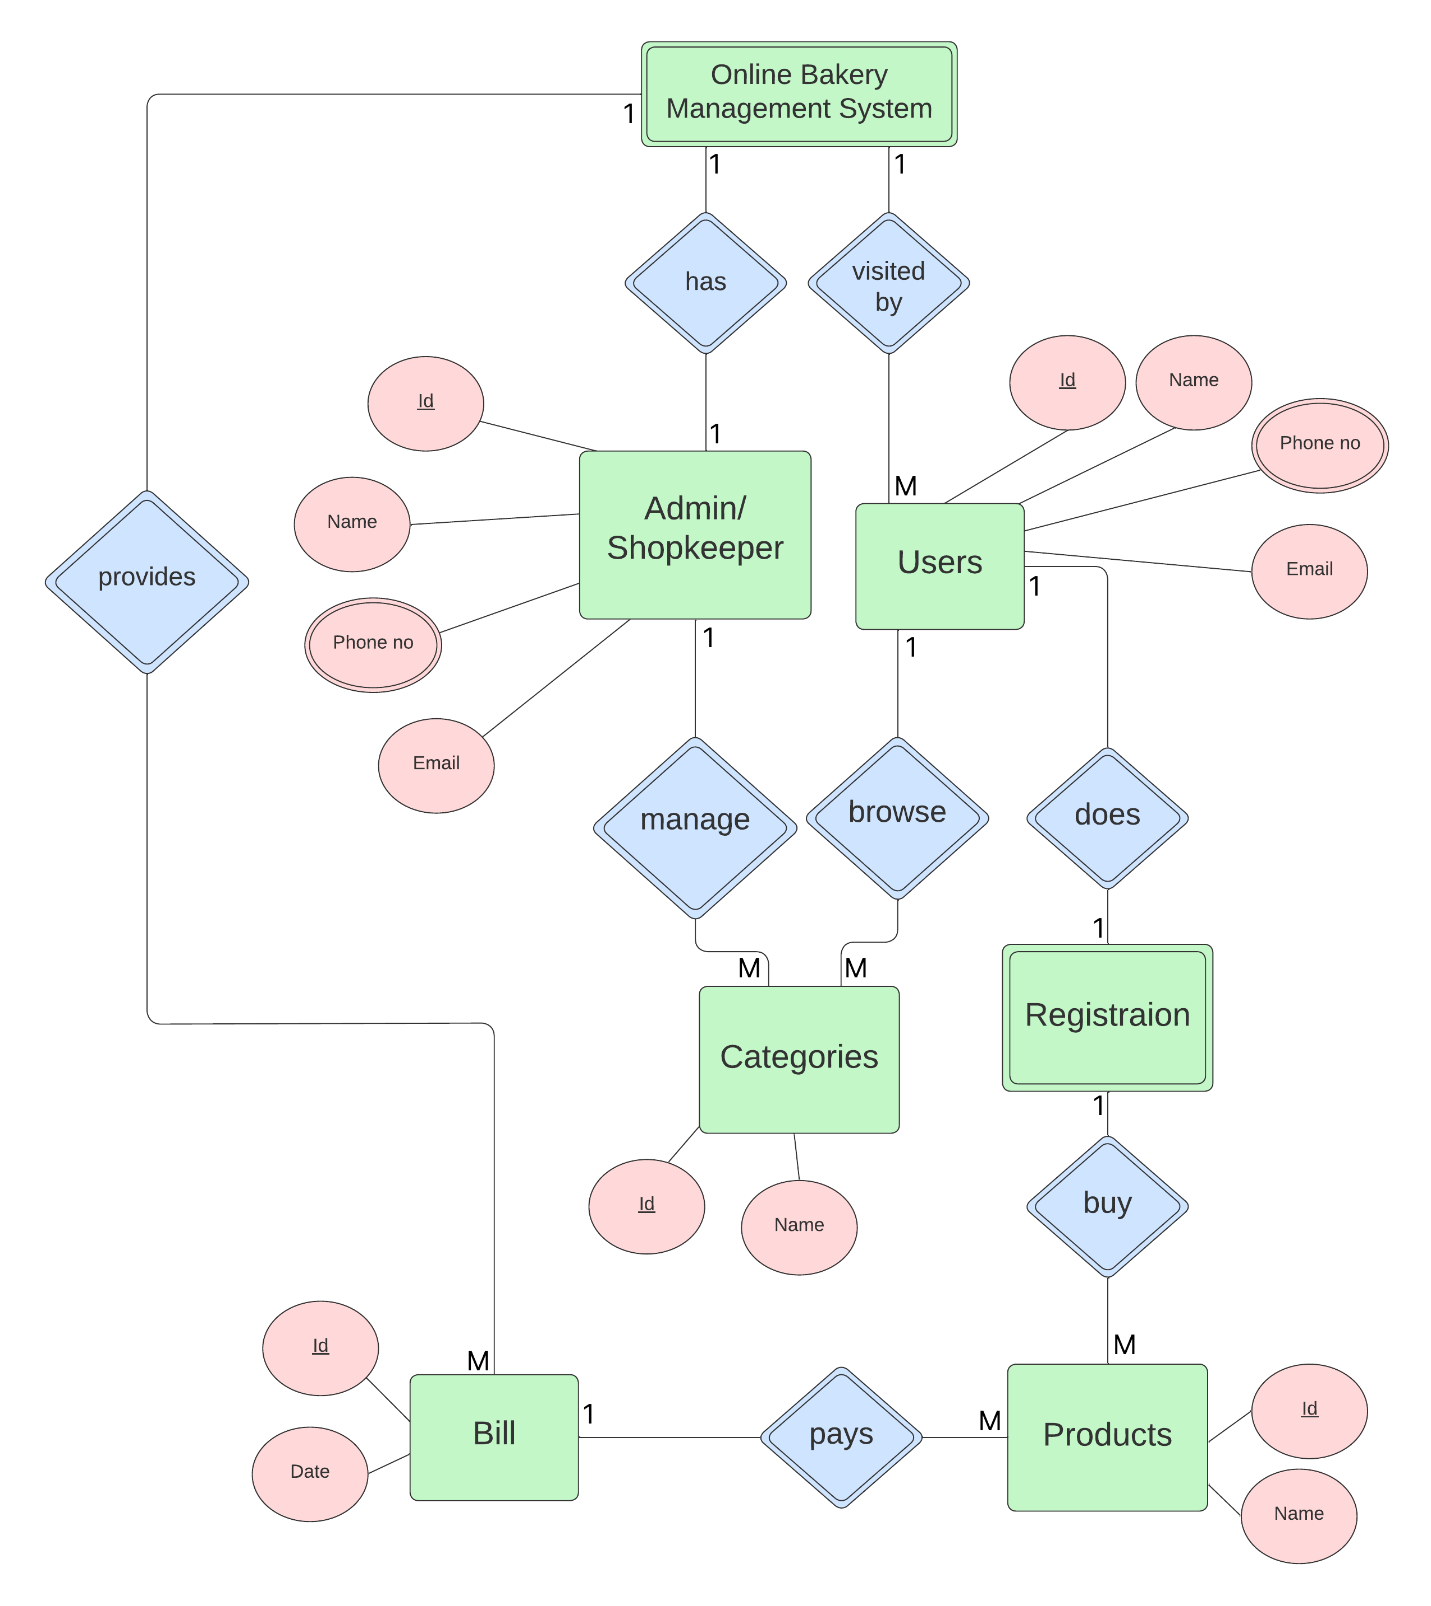 Online Bakery
Management System
1
1
1
has
visited
by
Id
Name
Id
1
Phone no
M
Admin/
Shopkeeper
Name
Users
Email
provides
1
1
1
Phone no
Email
manage
browse
does
1
M
M
Registraion
Categories
1
Id
Name
buy
Id
M
M
Id
1
M
Bill
pays
Products
Date
Name